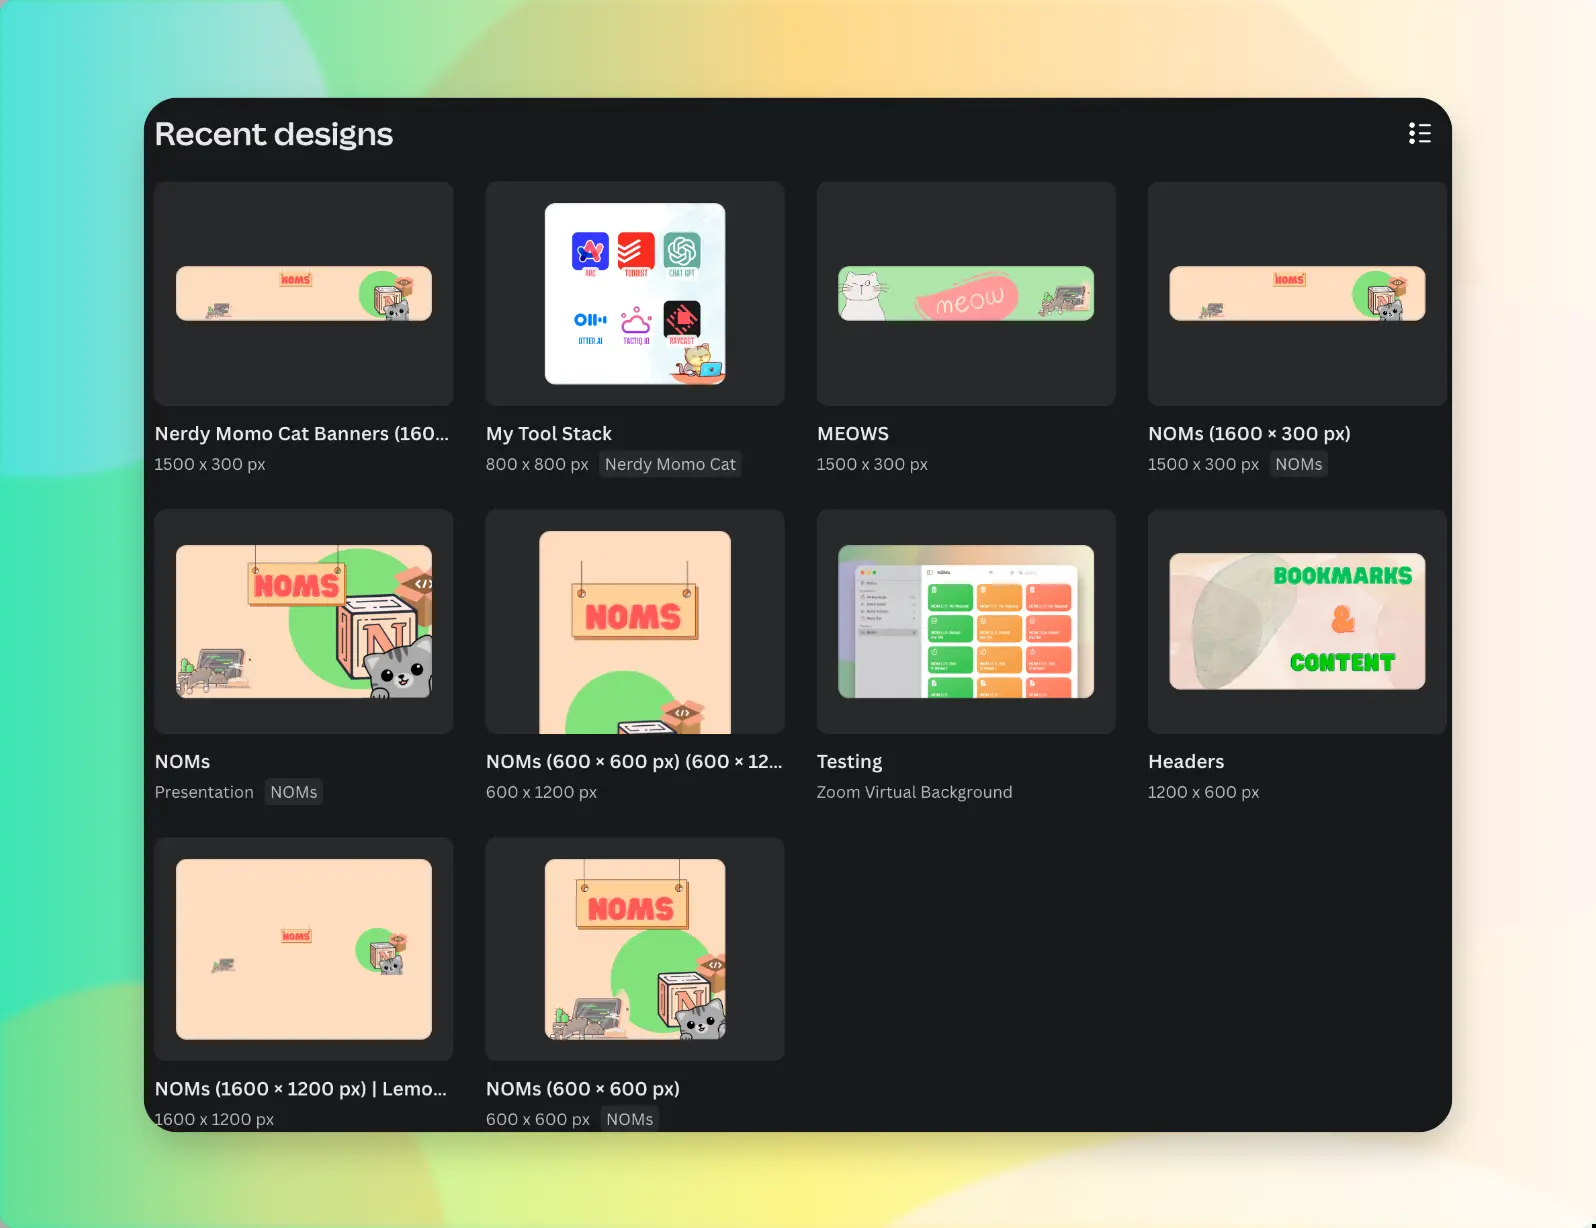 Recent designs
NOMS
ARC
TODOIST
CHAT GPT
OTTER.AI
TACTIQ.IO
RAYCAST
meow
NOMS
Nerdy Momo Cat Banners (160...
1500 x 300 px
My Tool Stack
800 x 800 px Nerdy Momo Cat
MEOWS
1500 x 300 px
NOMs (1600 × 300 px)
1500 x 300 px NOMs
NOMS
N
</>
NOMS
</>
NOMs
BOOKMARKS
&
CONTENT
NOMs
Presentation NOMs
NOMs (600 × 600 px) (600 × 12...
600 x 1200 px
Testing
Zoom Virtual Background
Headers
1200 x 600 px
NOMS
NOMS
N
</>
NOMs (1600 × 1200 px) | Lemo...
1600 x 1200 px
NOMs (600 × 600 px)
600 x 600 px NOMs